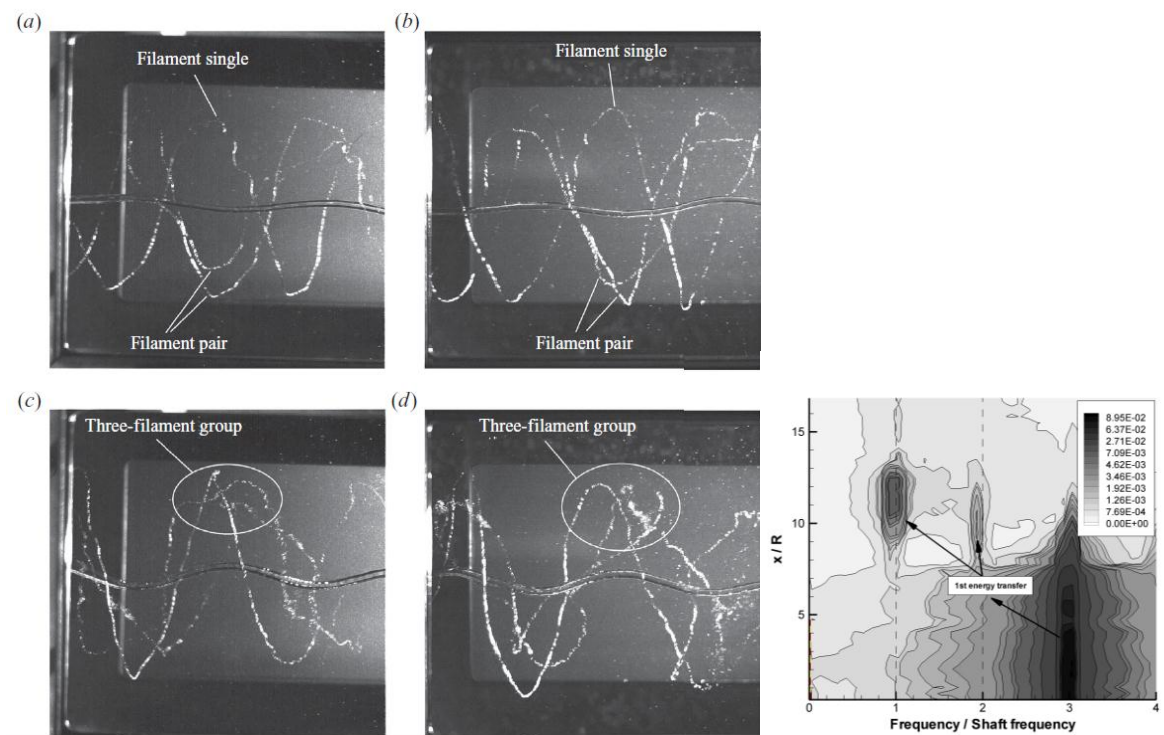 (a)
(b)
Filament single
Filament single
Filament pair
Filament pair
(c)
(d)
Three-filament group
Three-filament group
8.95E-02
6.37E-02
2.71E-02
7.09E-03
4.62E-03
3.46E-03
1.92E-03
1.26E-03
7.69E-04
0.00E+00
15
10
5
x / R
1st energy transfer
0 1 2 3 4
Frequency / Shaft frequency